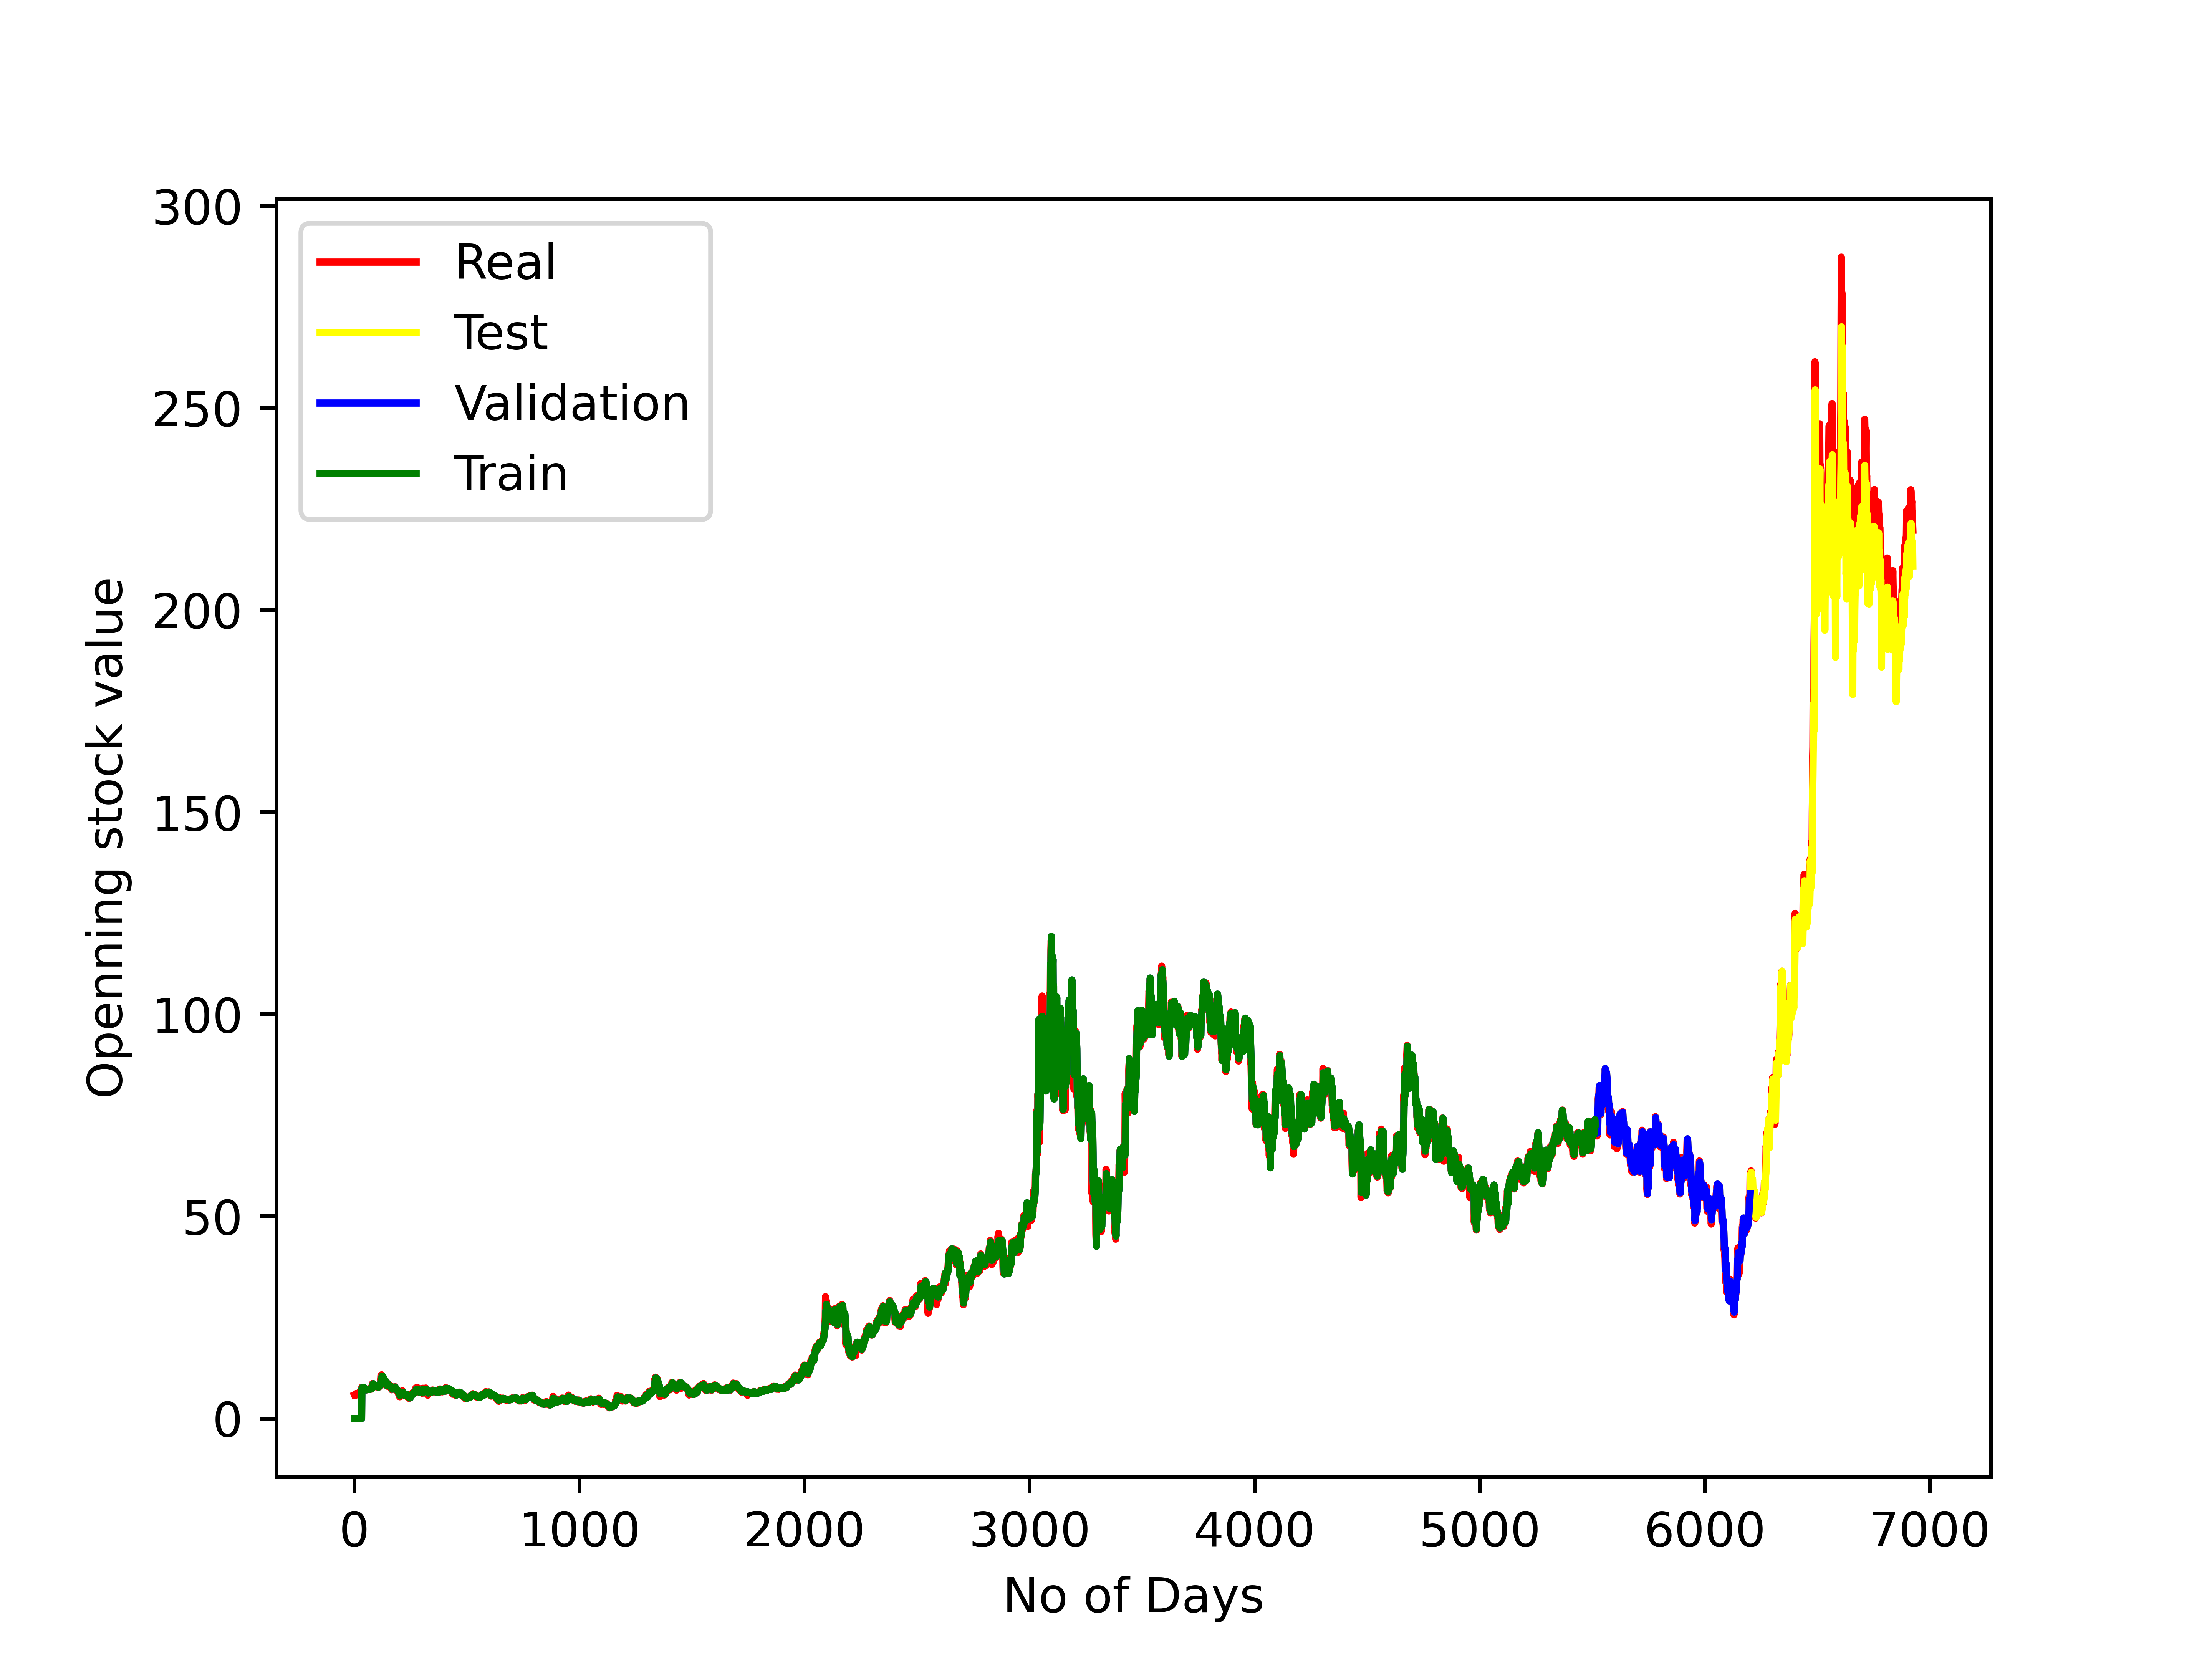 Real
Test
Validation
Train
300
250
200
150
100
50
0
Openning stock value
0 1000 2000 3000 4000 5000 6000 7000
No of Days